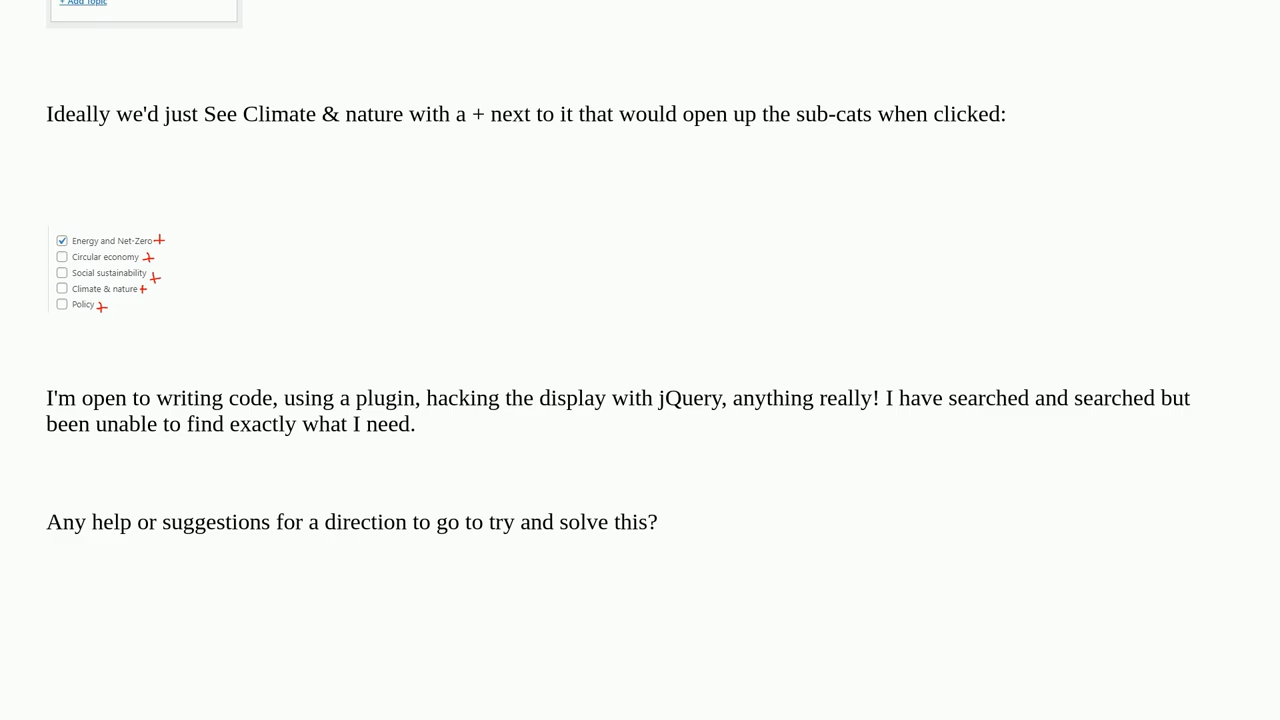 + Add Topic
Ideally we'd just See Climate & nature with a + next to it that would open up the sub-cats when clicked:
Energy and Net-Zero +
Circular economy +
Social sustainability +
Climate & nature +
Policy +
I'm open to writing code, using a plugin, hacking the display with jQuery, anything really! I have searched and searched but
been unable to find exactly what I need.
Any help or suggestions for a direction to go to try and solve this?